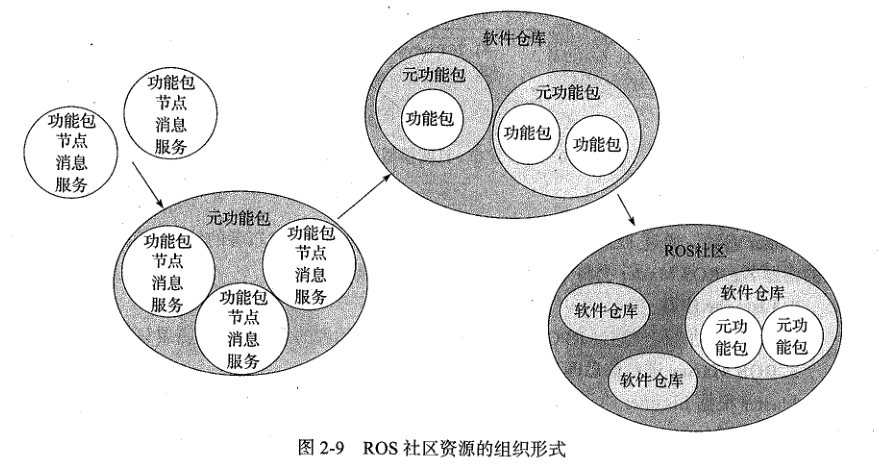 功能包
节点
消息
服务
功能包
节点
消息
服务
元功能包
功能包
节点
消息
服务
功能包
节点
消息
服务
功能包
节点
消息
服务
软件仓库
元功能包
功能包
元功能包
功能包
功能包
ROS社区
软件仓库
软件仓库
元功
能包
元功
能包
软件仓库
图 2-9 ROS 社区资源的组织形式